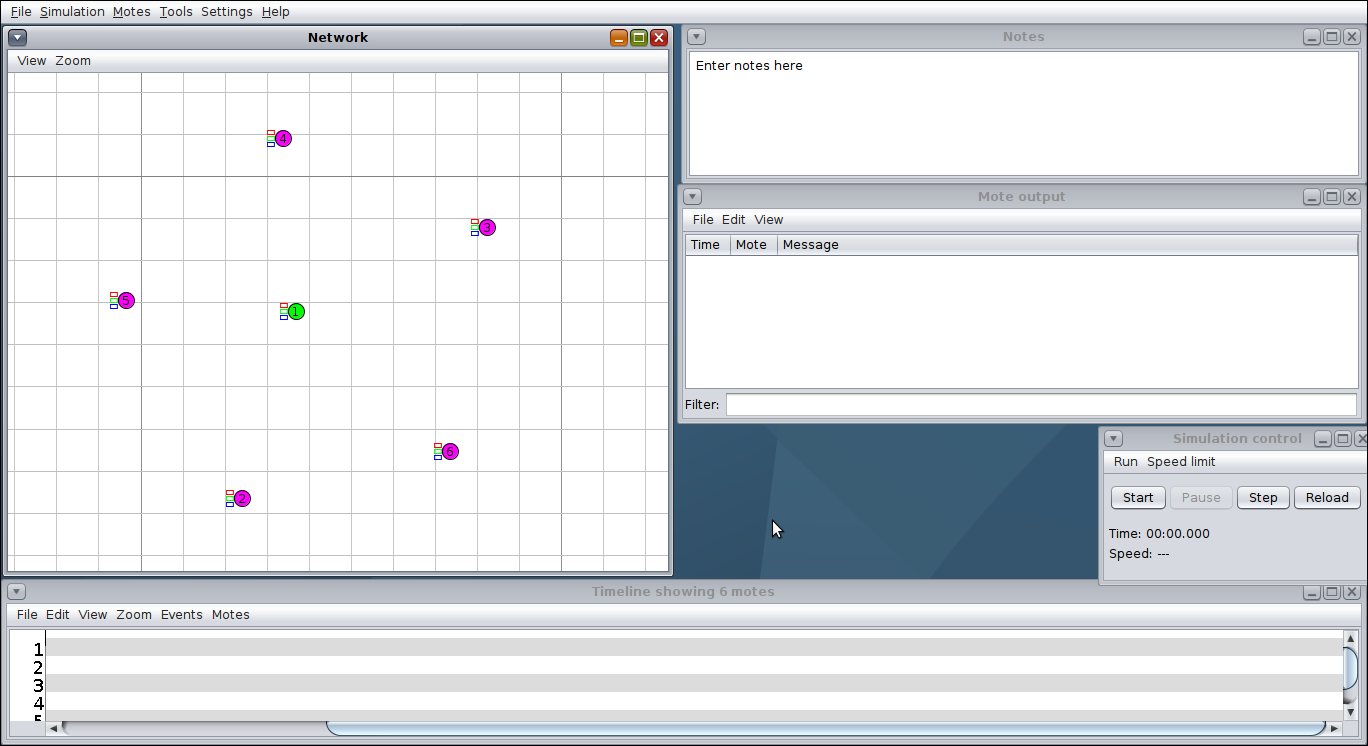 File Simulation Motes Tools Settings Help
Network
View Zoom
4
3
5
1
6
2
Notes
Enter notes here
Mote output
File Edit View
Time Mote Message
Filter:
Simulation control
Run Speed limit
Start Pause Step Reload
Time: 00:00.000
Speed: ---
Timeline showing 6 motes
File Edit View Zoom Events Motes
1
2
3
4
5